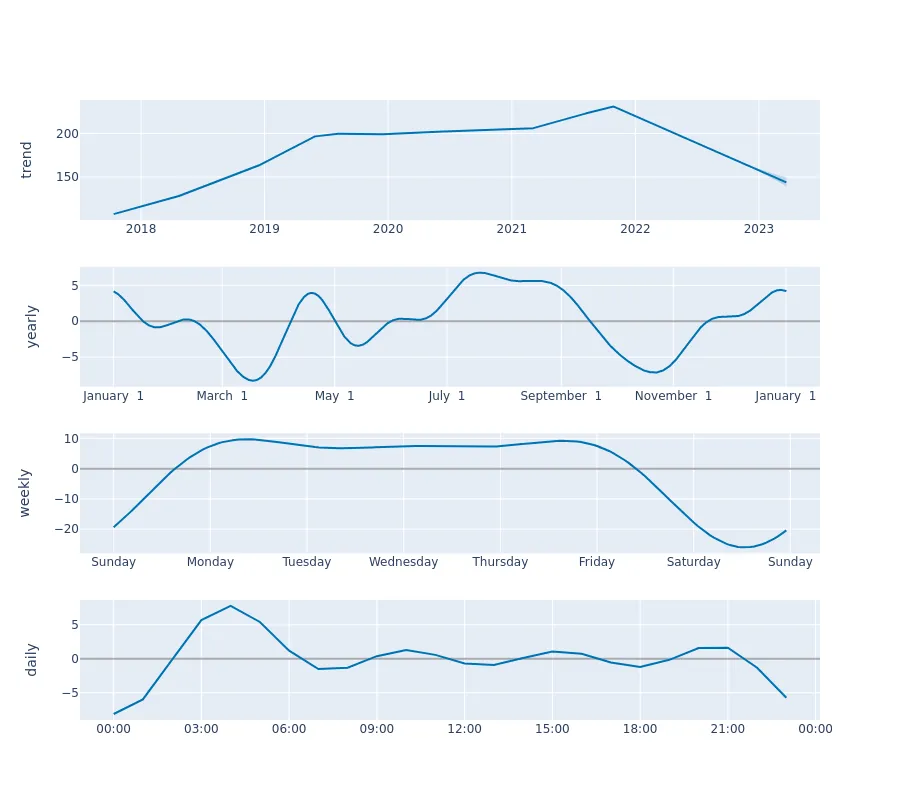 trend
200
150
2018 2019 2020 2021 2022 2023
yearly
5
0
−5
January 1 March 1 May 1 July 1 September 1 November 1 January 1
weekly
10
0
−10
−20
Sunday Monday Tuesday Wednesday Thursday Friday Saturday Sunday
daily
5
0
−5
00:00 03:00 06:00 09:00 12:00 15:00 18:00 21:00 00:00